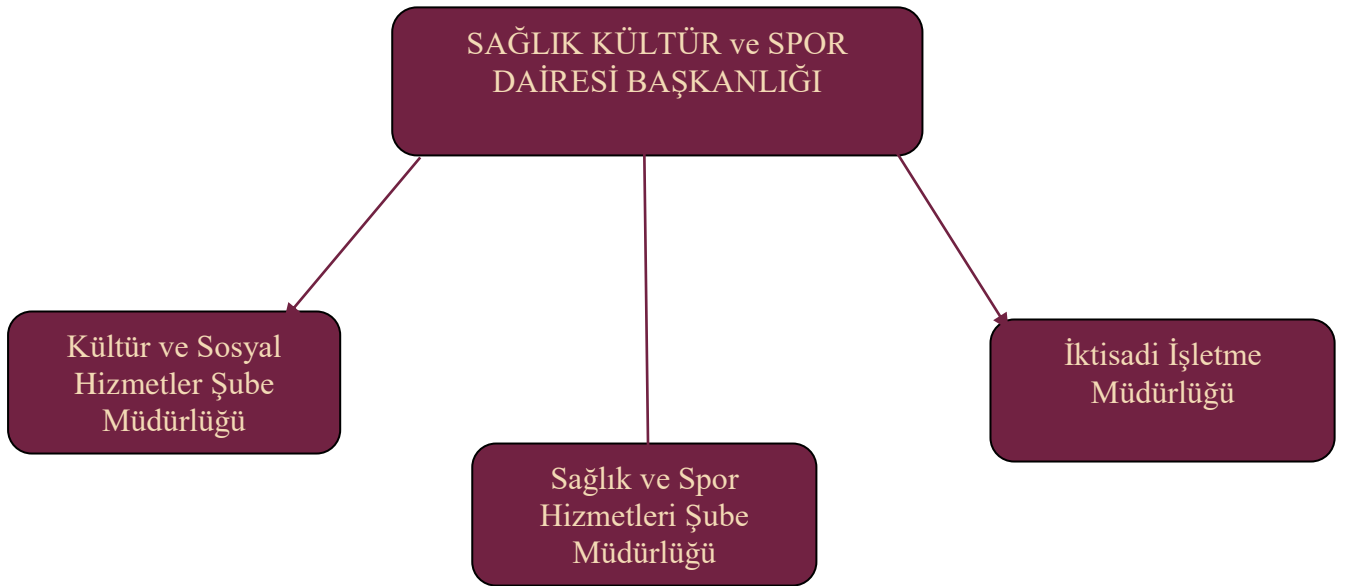 SAĞLIK KÜLTÜR ve SPOR
DAİRESİ BAŞKANLIĞI
Kültür ve Sosyal
Hizmetler Şube
Müdürlüğü
Sağlık ve Spor
Hizmetleri Şube
Müdürlüğü
İktisadi İşletme
Müdürlüğü